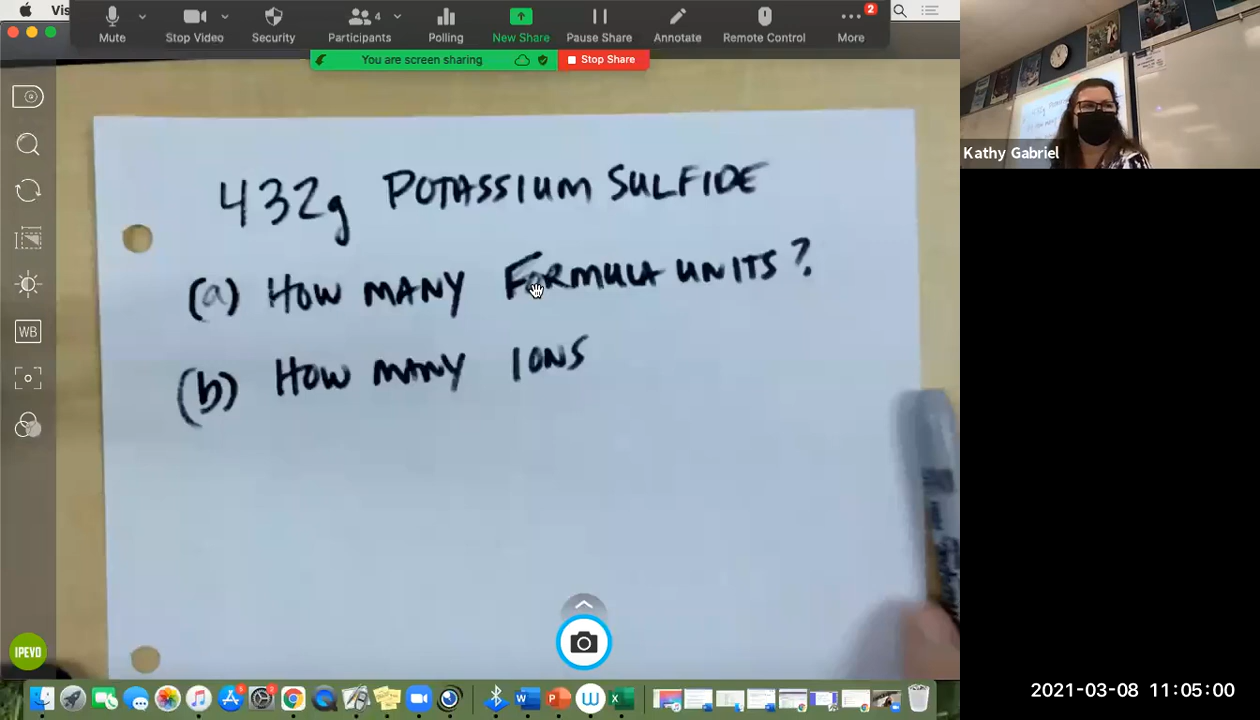 Vis
Mute
Stop Video
Security
4
Participants
Polling
New Share
Pause Share
Annotate
Remote Control
2
More
You are screen sharing
Stop Share
Kathy Gabriel
432g POTASSIUM SULFIDE
(a) HOW MANY FORMULA UNITS?
(b) HOW MANY IONS
WB
IPEVO
2021-03-08 11:05:00